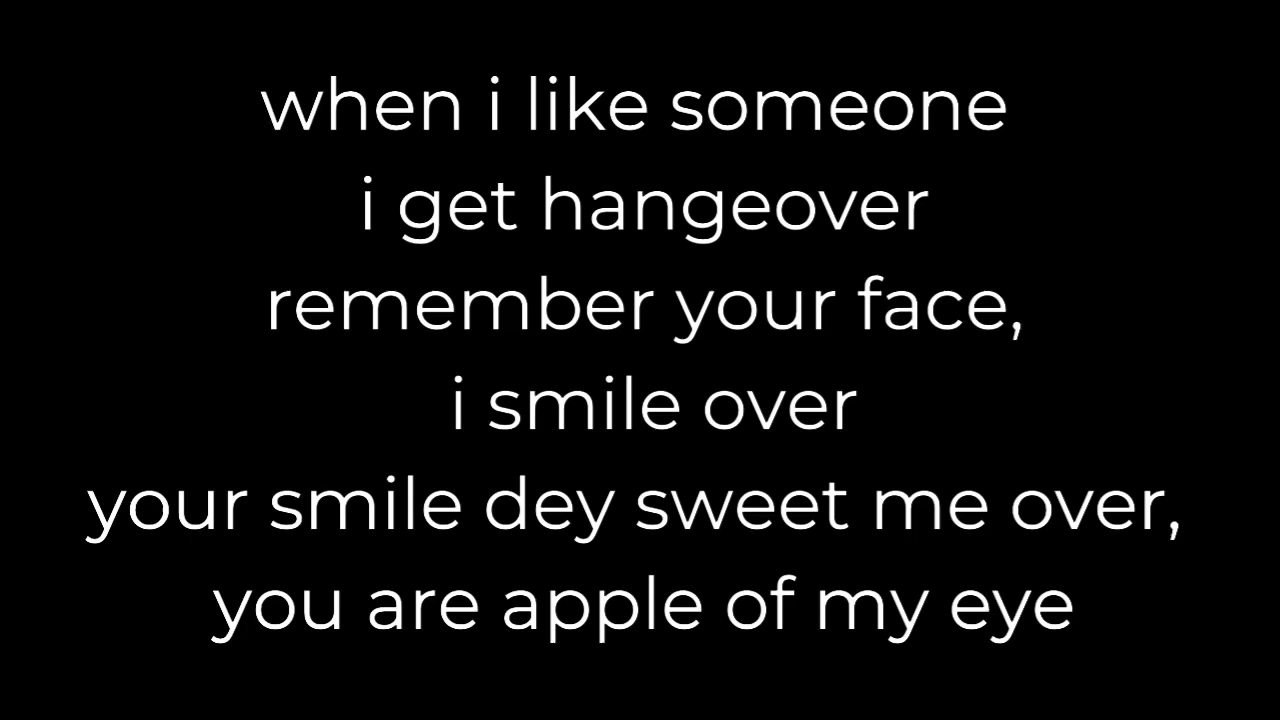 when i like someone
i get hangeover
remember your face,
i smile over
your smile dey sweet me over,
you are apple of my eye